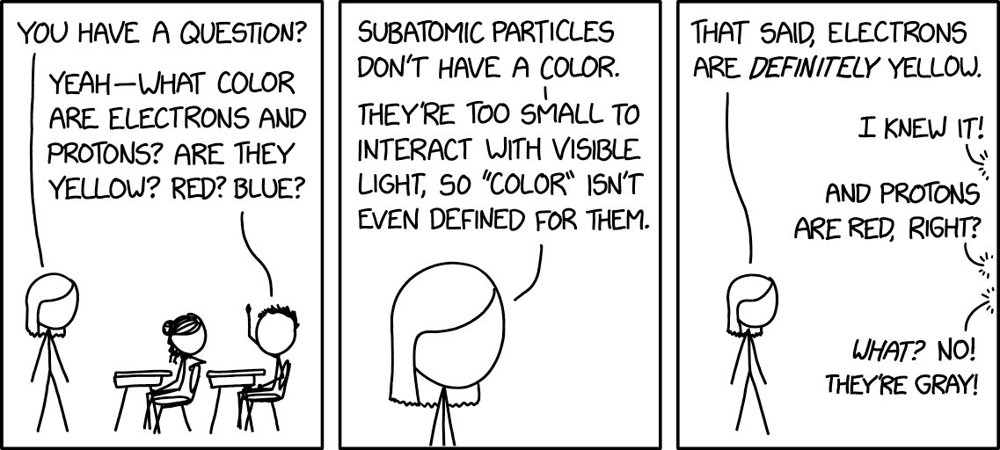 YOU HAVE A QUESTION?
YEAH—WHAT COLOR
ARE ELECTRONS AND
PROTONS? ARE THEY
YELLOW? RED? BLUE?
SUBATOMIC PARTICLES
DON'T HAVE A COLOR.
THEY'RE TOO SMALL TO
INTERACT WITH VISIBLE
LIGHT, SO "COLOR" ISN'T
EVEN DEFINED FOR THEM.
THAT SAID, ELECTRONS
ARE DEFINITELY YELLOW.
I KNEW IT!
AND PROTONS
ARE RED, RIGHT?
WHAT? NO!
THEY'RE GRAY!